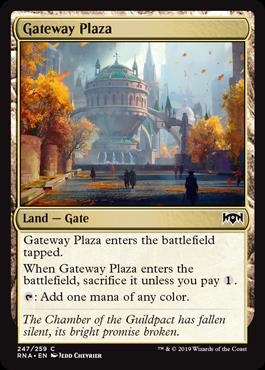 Gateway Plaza
Land — Gate
Gateway Plaza enters the battlefield
tapped.
When Gateway Plaza enters the
battlefield, sacrifice it unless you pay 1.
: Add one mana of any color.
The Chamber of the Guildpact has fallen
silent, its bright promise broken.
247/259 C
RNA • EN JEDD CHEVRIER
™ & © 2019 Wizards of the Coast